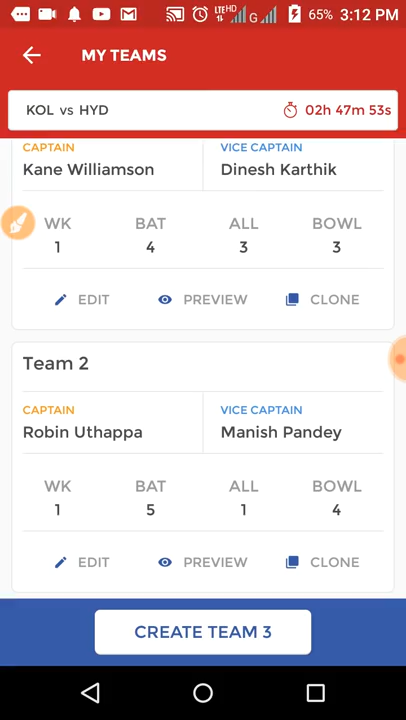 LTE HD G 65% 3:12 PM
MY TEAMS
KOL vs HYD 02h 47m 53s
CAPTAIN VICE CAPTAIN
Kane Williamson Dinesh Karthik
WK BAT ALL BOWL
1 4 3 3
EDIT PREVIEW CLONE
Team 2
CAPTAIN VICE CAPTAIN
Robin Uthappa Manish Pandey
WK BAT ALL BOWL
1 5 1 4
EDIT PREVIEW CLONE
CREATE TEAM 3